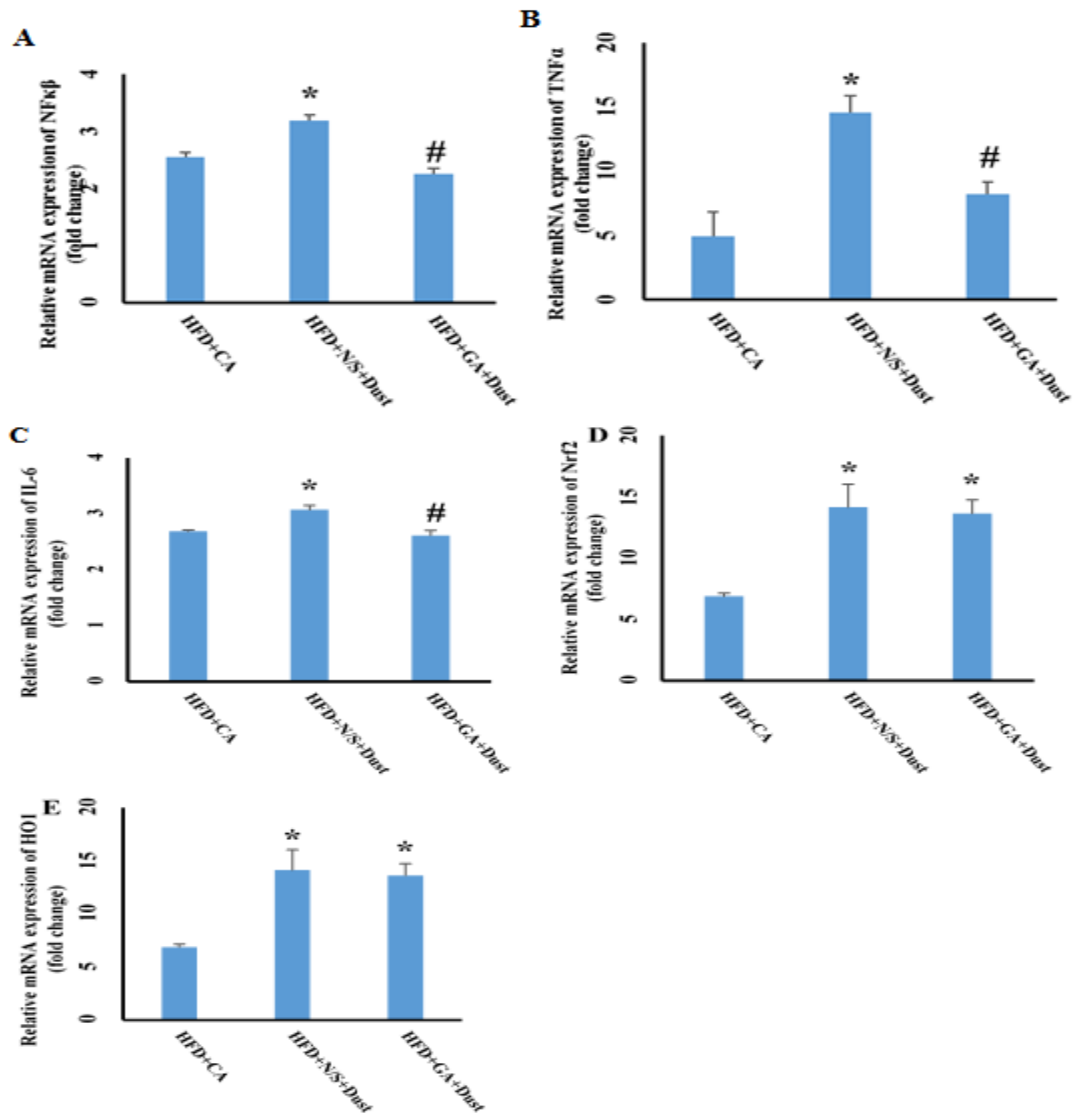 A
Relative mRNA expression of NFκβ
(fold change)
4
3
2
1
0
*
#
HFD+CA
HFD+N/S+Dust
HFD+GA+Dust
B
Relative mRNA expression of TNFα
(fold change)
20
15
10
5
0
*
#
HFD+CA
HFD+N/S+Dust
HFD+GA+Dust
C
Relative mRNA expression of IL-6
(fold change)
4
3
2
1
0
*
#
HFD+CA
HFD+N/S+Dust
HFD+GA+Dust
D
Relative mRNA expression of Nrf2
(fold change)
20
15
10
5
0
*
*
HFD+CA
HFD+N/S+Dust
HFD+GA+Dust
E
Relative mRNA expression of HO1
(fold change)
20
15
10
5
0
*
*
HFD+CA
HFD+N/S+Dust
HFD+GA+Dust